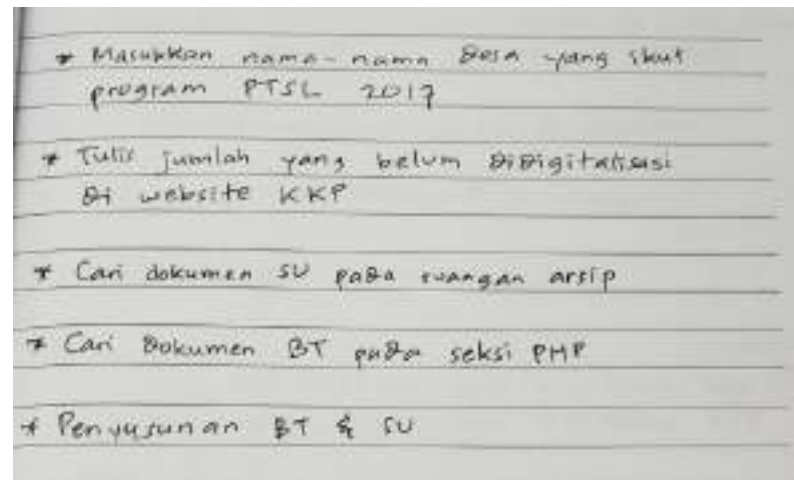 * Masukkan nama-nama Desa yang ikut
program PTSL 2017
* Tulis jumlah yang belum Didigitalisasi
Di website KKP
* Cari dokumen SU pada ruangan arsip
* Cari Dokumen BT pada seksi PHP
* Penyusunan BT & SU